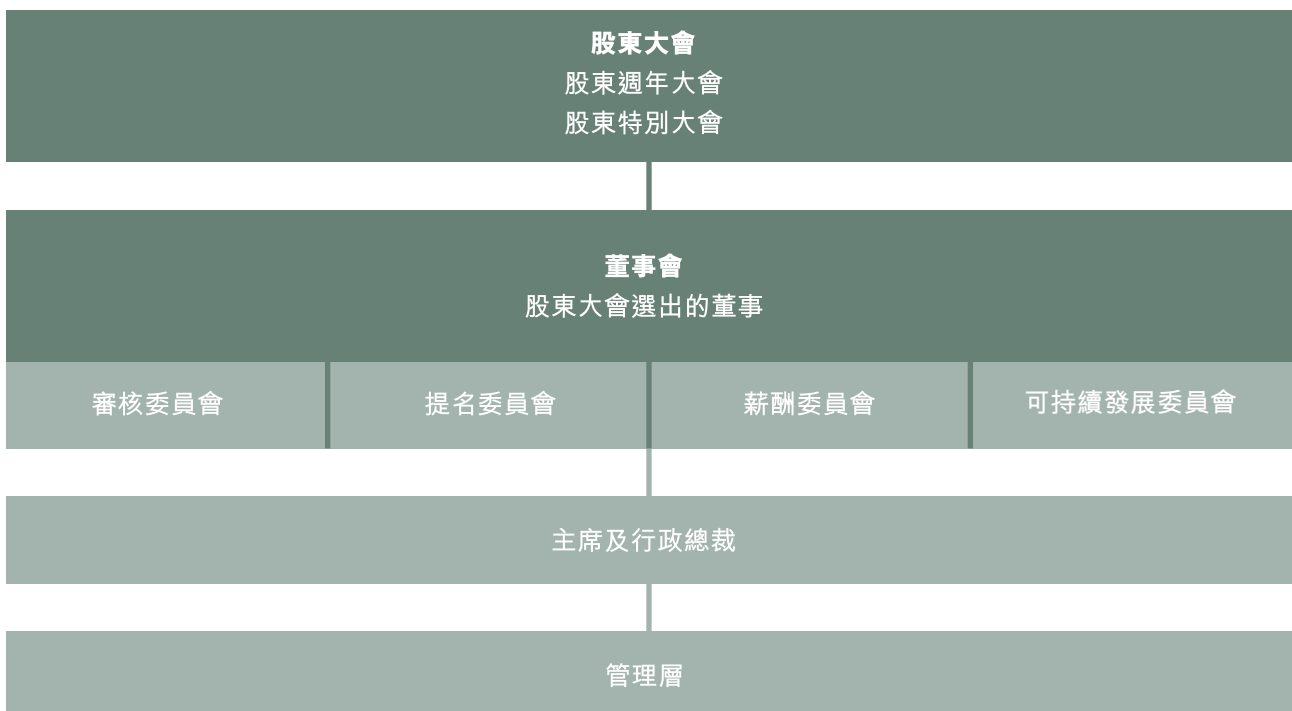 股東大會
股東週年大會
股東特別大會
董事會
股東大會選出的董事
審核委員會
提名委員會
薪酬委員會
可持續發展委員會
主席及行政總裁
管理層